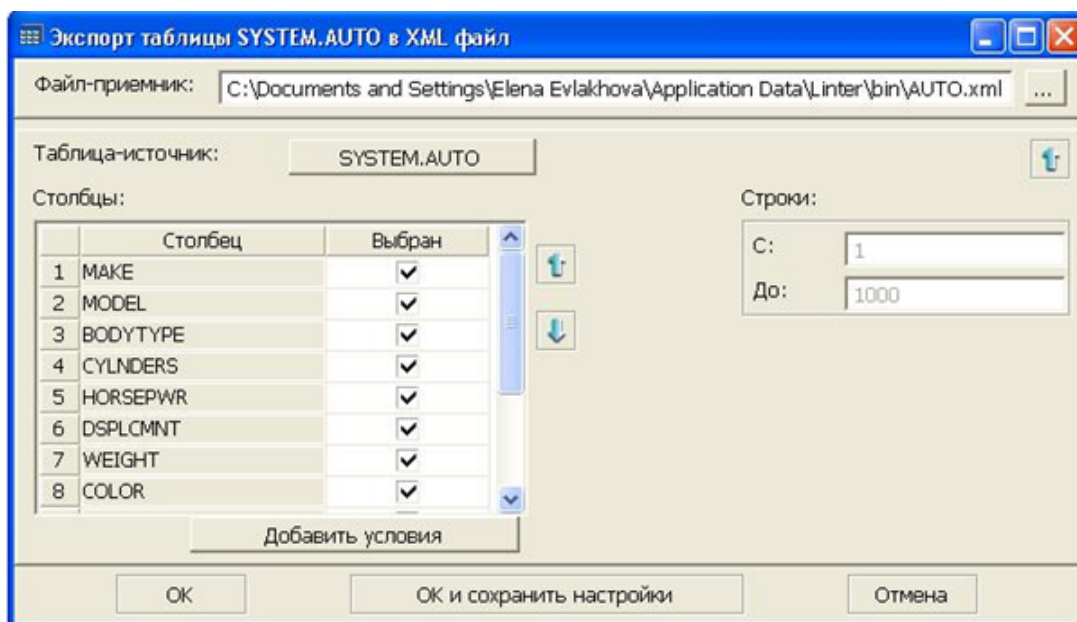 Экспорт таблицы SYSTEM.AUTO в XML файл
Файл-приемник: C:\Documents and Settings\Elena Evlakhova\Application Data\Linter\bin\AUTO.xml ...
Таблица-источник: SYSTEM.AUTO
Столбцы: Строки:
Столбец Выбран
1 MAKE
2 MODEL
3 BODYTYPE
4 CYLNDERS
5 HORSEPWR
6 DSPLCMNT
7 WEIGHT
8 COLOR
С: 1
До: 1000
Добавить условия
OK ОК и сохранить настройки Отмена